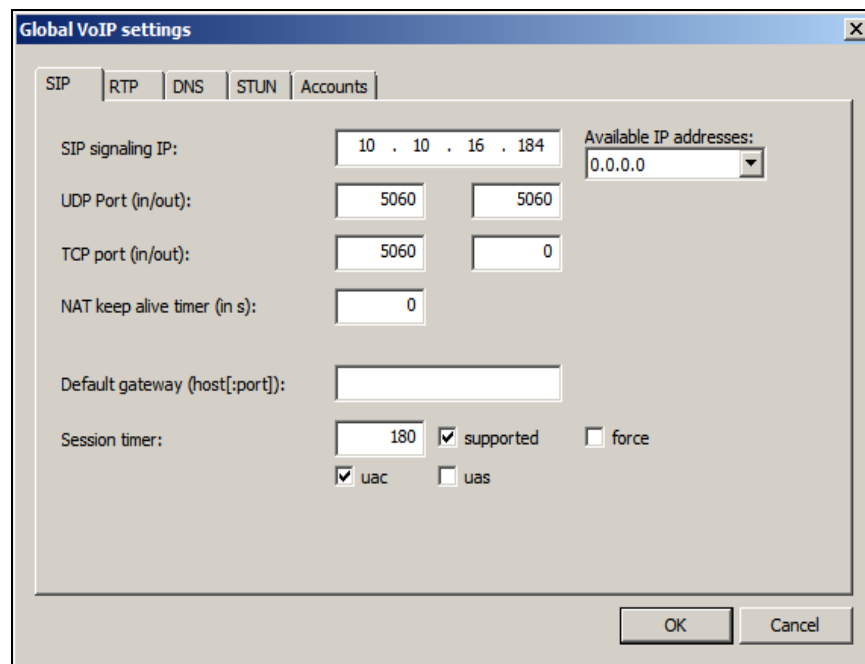 Global VoIP settings
SIP RTP DNS STUN Accounts
SIP signaling IP: 10 . 10 . 16 . 184 Available IP addresses:
0.0.0.0
UDP Port (in/out): 5060 5060
TCP port (in/out): 5060 0
NAT keep alive timer (in s): 0
Default gateway (host[:port]):
Session timer: 180 supported force
uac uas
OK Cancel